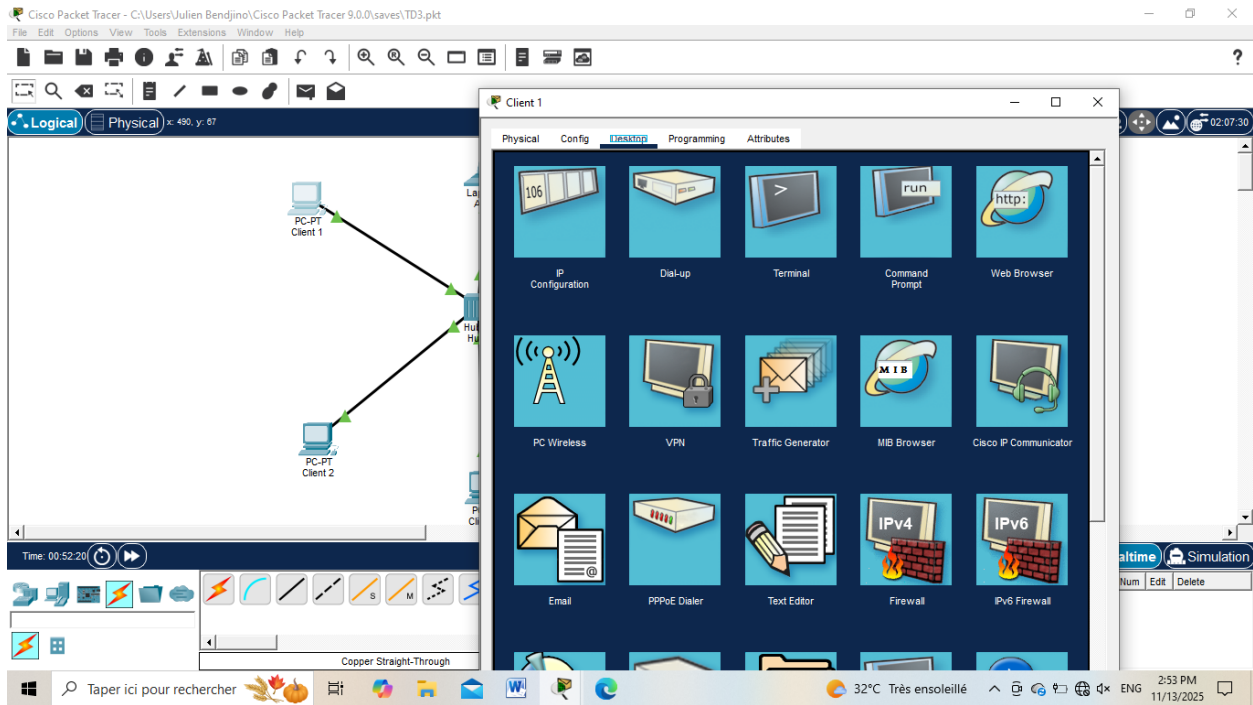 Cisco Packet Tracer - C:\Users\Julien Bendjino\Cisco Packet Tracer 9.0.0\saves\TD3.pkt
File Edit Options View Tools Extensions Window Help
?
Logical Physical x: 490, y: 67
02:07:30
Client 1
Physical Config Desktop Programming Attributes
106
>
run
http:
IP
Configuration
Dial-up
Terminal
Command
Prompt
Web Browser
MIB
PC Wireless
VPN
Traffic Generator
MIB Browser
Cisco IP Communicator
@
IPv4
IPv6
Email
PPPoE Dialer
Text Editor
Firewall
IPv6 Firewall
PC-PT
Client 1
PC-PT
Client 2
Time: 00:52:20
Simulation
Num Edit Delete
S
M
Copper Straight-Through
Taper ici pour rechercher
W
32°C Très ensoleillé
ENG
2:53 PM
11/13/2025